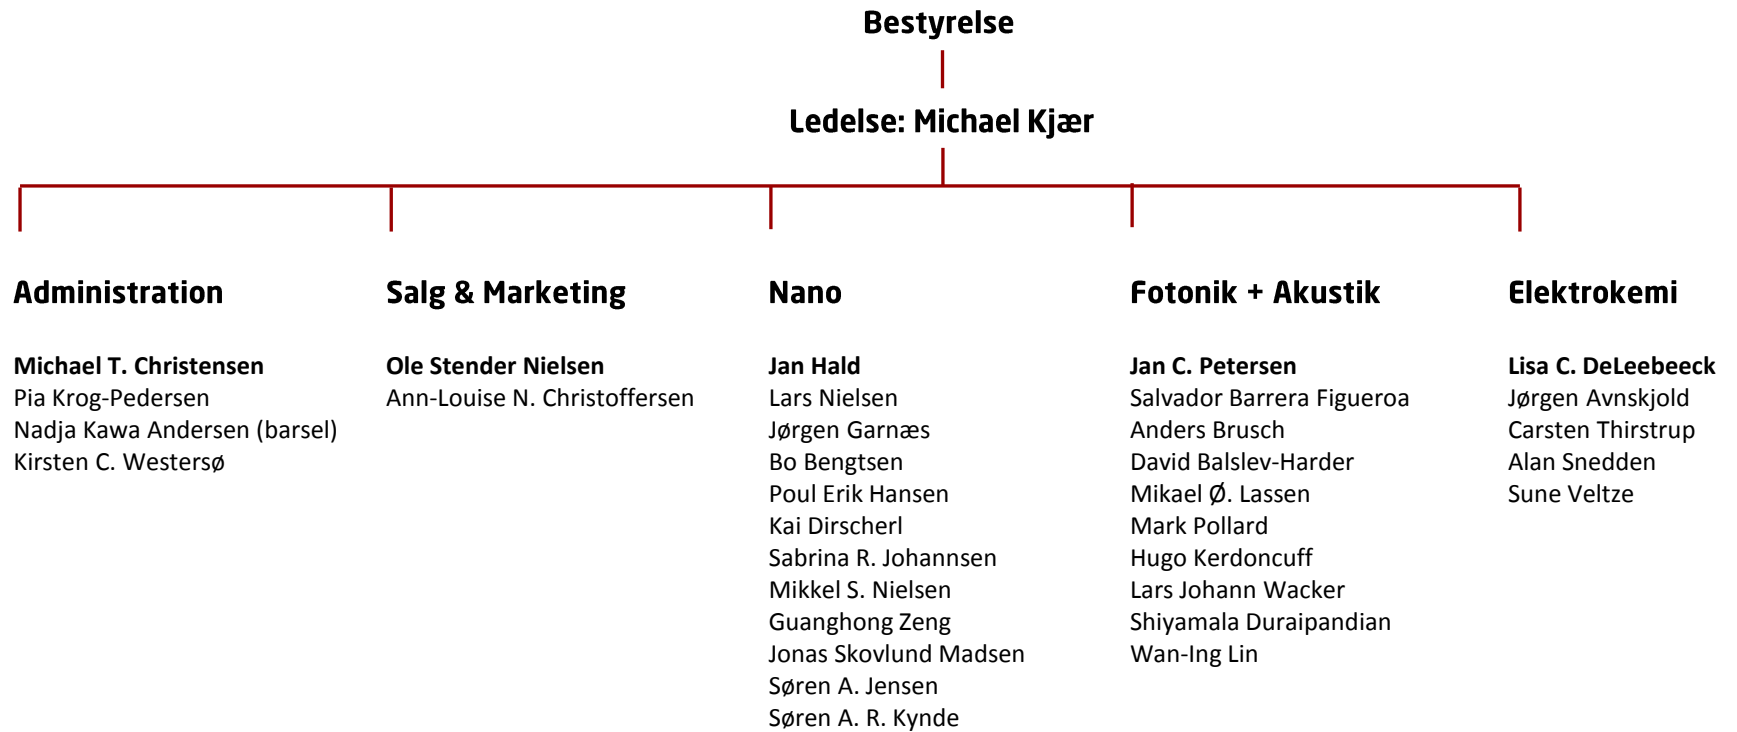 Bestyrelse
Ledelse: Michael Kjær
Administration
Michael T. Christensen
Pia Krog-Pedersen
Nadja Kawa Andersen (barsel)
Kirsten C. Westersø
Salg & Marketing
Ole Stender Nielsen
Ann-Louise N. Christoffersen
Nano
Jan Hald
Lars Nielsen
Jørgen Garnæs
Bo Bengtsen
Poul Erik Hansen
Kai Dirscherl
Sabrina R. Johannsen
Mikkel S. Nielsen
Guanghong Zeng
Jonas Skovlund Madsen
Søren A. Jensen
Søren A. R. Kynde
Fotonik + Akustik
Jan C. Petersen
Salvador Barrera Figueroa
Anders Brusch
David Balslev-Harder
Mikael Ø. Lassen
Mark Pollard
Hugo Kerdoncuff
Lars Johann Wacker
Shiyamala Duraipandian
Wan-Ing Lin
Elektrokemi
Lisa C. DeLeebeeck
Jørgen Avnskjold
Carsten Thirstrup
Alan Snedden
Sune Veltze